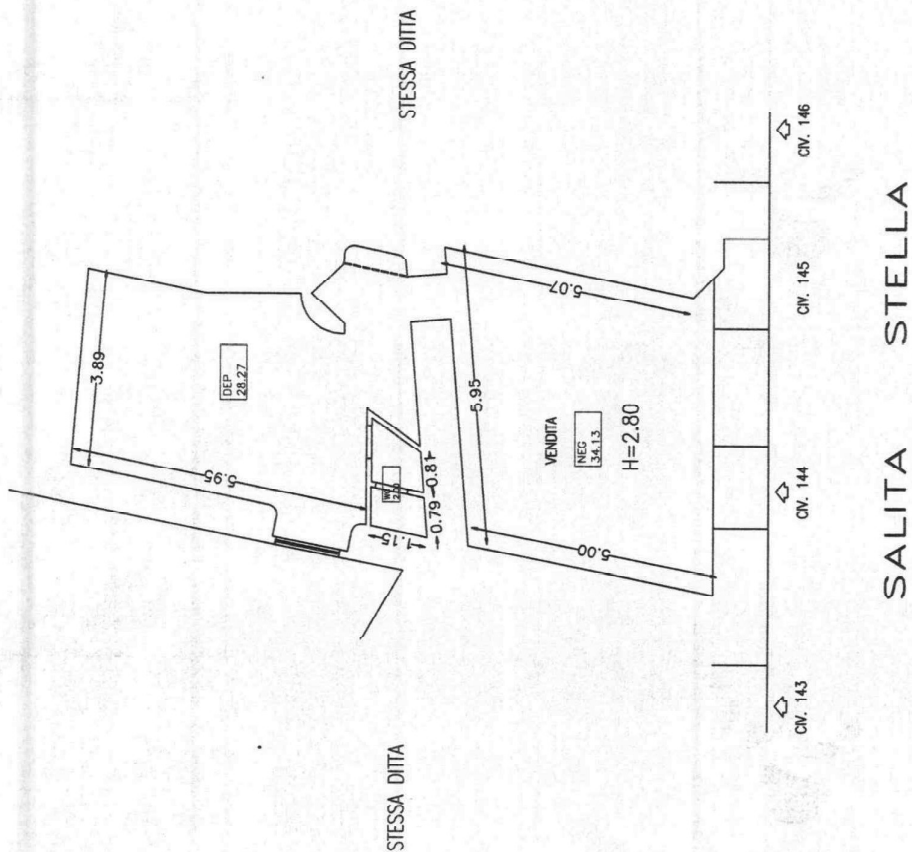 STESSA DITTA
3.89
DEP
28.27
5.95
1.15
0.79
0.81
5.95
5.07
VENDITA
NEG
34.13
H=2.80
5.00
STESSA DITTA
CIV. 143
CIV. 144
CIV. 145
CIV. 146
SALITA STELLA